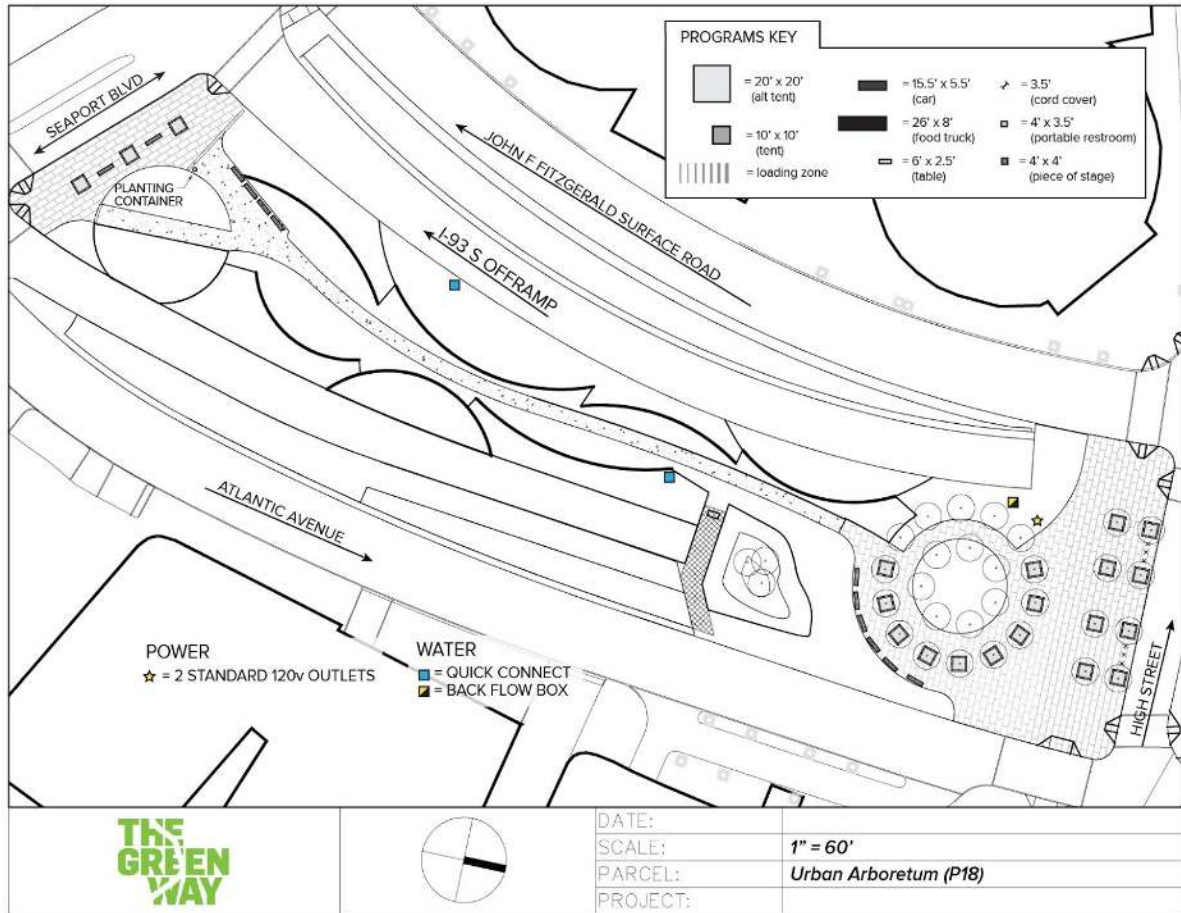 PROGRAMS KEY
= 20' x 20'
(alt tent)
= 10' x 10'
(tent)
= loading zone
= 15.5' x 5.5'
(car)
= 26' x 8'
(food truck)
= 6' x 2.5'
(table)
= 3.5'
(cord cover)
= 4' x 3.5'
(portable restroom)
= 4' x 4'
(piece of stage)
SEAPORT BLVD
PLANTING
CONTAINER
JOHN F FITZGERALD SURFACE ROAD
I-93 S OFFRAMP
ATLANTIC AVENUE
HIGH STREET
POWER
= 2 STANDARD 120v OUTLETS
WATER
= QUICK CONNECT
= BACK FLOW BOX
THE
GREEN
WAY
DATE:
SCALE: 1" = 60'
PARCEL: Urban Arboretum (P18)
PROJECT: